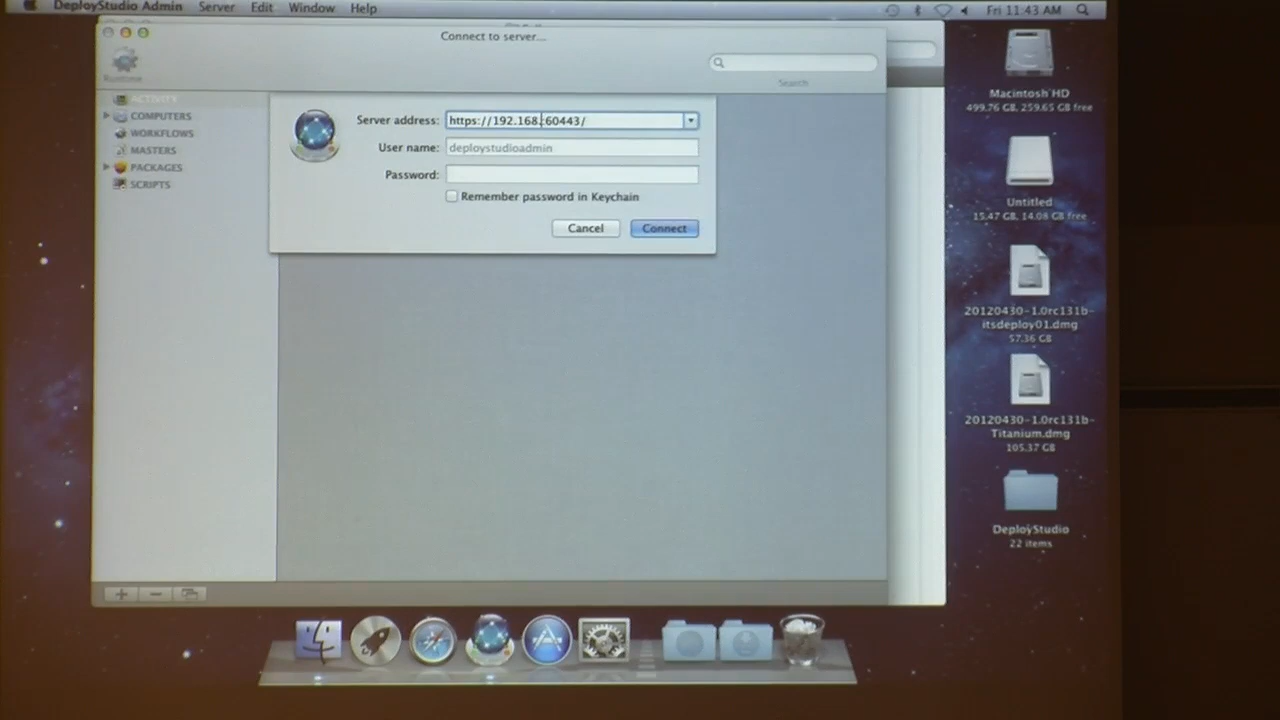 DeployStudio Admin Server Edit Window Help
Fri 11:43 AM
Connect to server...
Runtime
Search
ACTIVITY
COMPUTERS
WORKFLOWS
MASTERS
PACKAGES
SCRIPTS
Server address: https://192.168.:60443/
User name: deploystudioadmin
Password:
Remember password in Keychain
Cancel Connect
Macintosh HD
499.76 GB, 259.65 GB free
Untitled
15.47 GB, 14.08 GB free
20120430-1.0rc131b-
itsdeploy01.dmg
57.36 GB
20120430-1.0rc131b-
Titanium.dmg
105.37 GB
DeployStudio
22 items